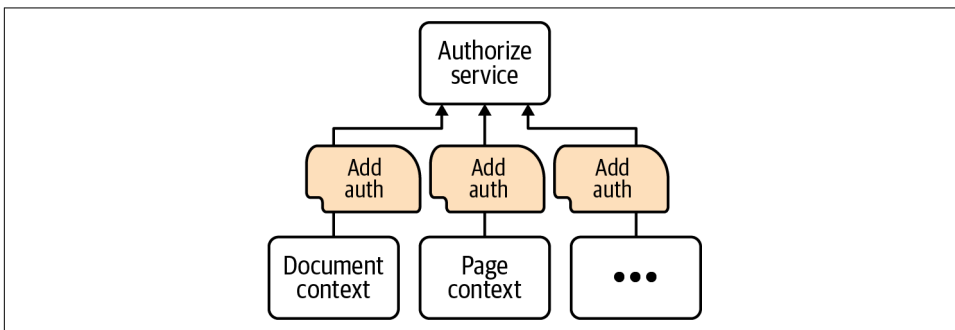 Authorize
service
Add
auth
Add
auth
Add
auth
Document
context
Page
context
•••